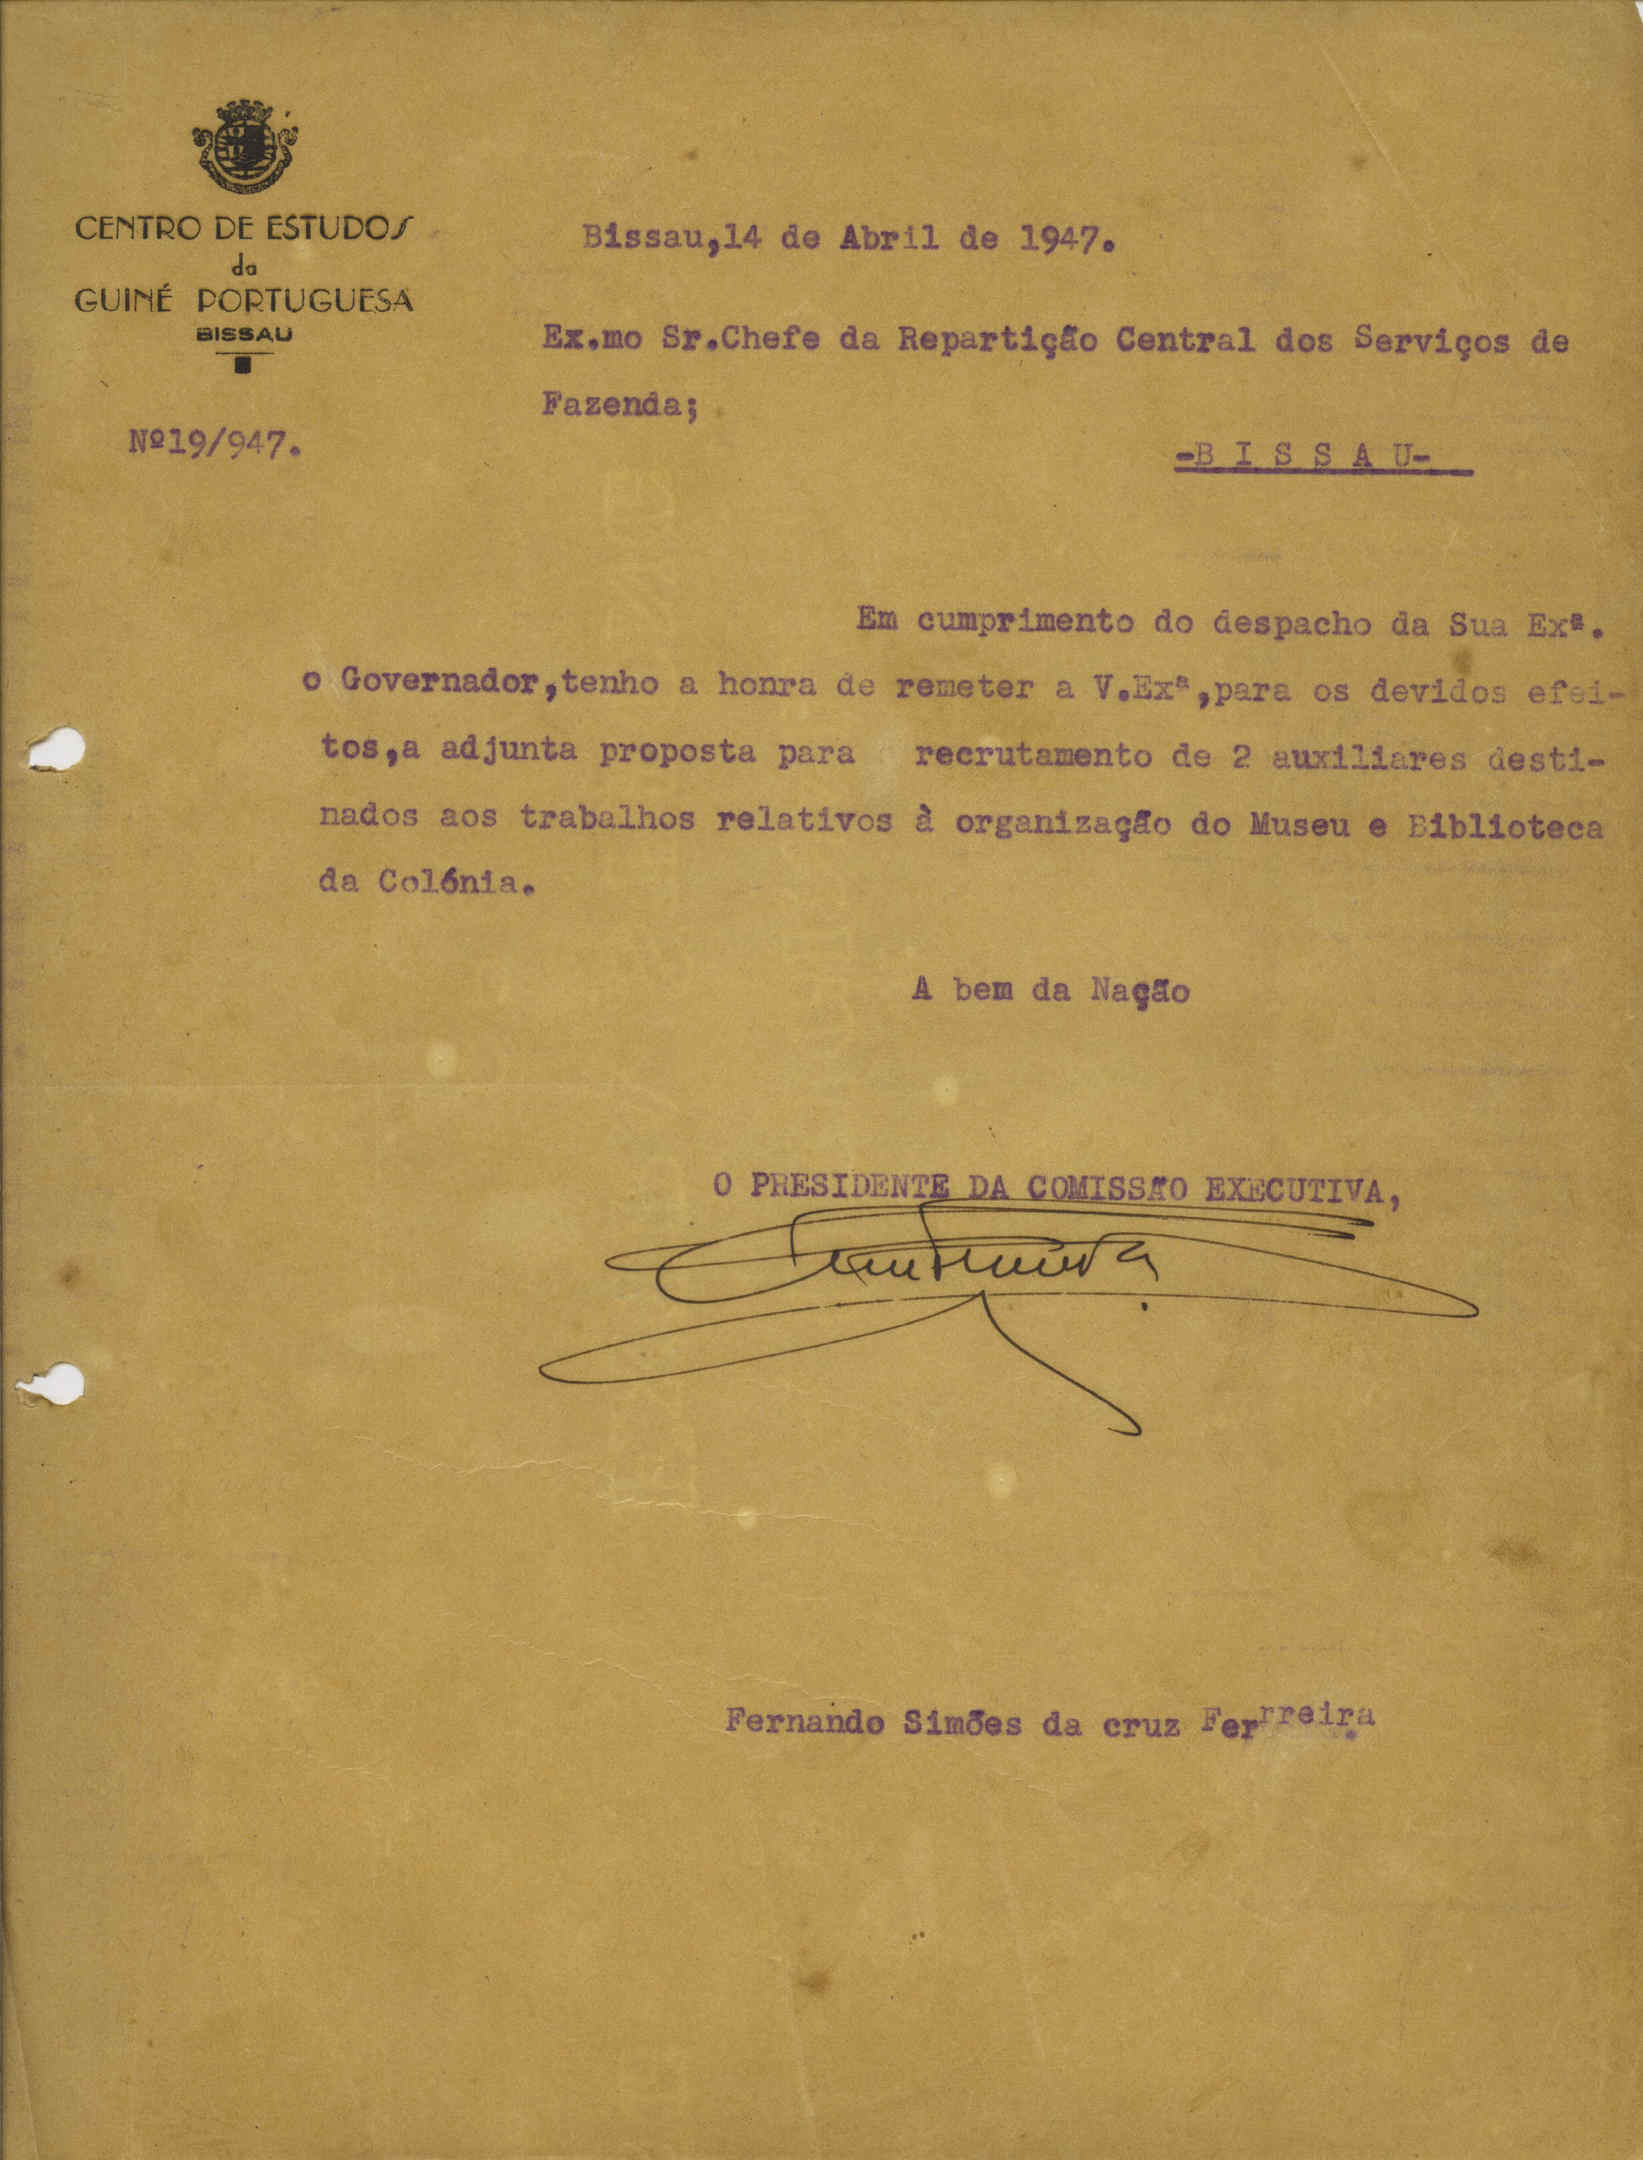 CENTRO DE ESTUDOS
da
GUINÉ PORTUGUESA
BISSAU
Nº19/947.
Bissau,14 de Abril de 1947.
Ex.mo Sr.Chefe da Repartição Central dos Serviços de
Fazenda;
-B I S S A U-
Em cumprimento do despacho da Sua Exª.
o Governador,tenho a honra de remeter a V.Exª,para os devidos efei-
tos,a adjunta proposta para recrutamento de 2 auxiliares desti-
nados aos trabalhos relativos à organização do Museu e Biblioteca
da Colónia.
A bem da Nação
O PRESIDENTE DA COMISSÃO EXECUTIVA,
Fernando Simões da cruz Ferrreira.